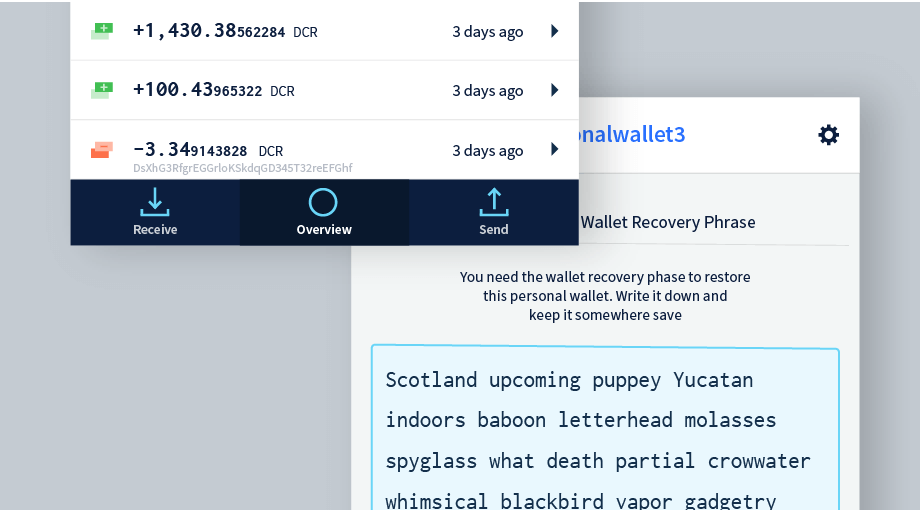 +1,430.38562284 DCR 3 days ago
+100.43965322 DCR 3 days ago
−3.349143828 DCR 3 days ago
DsXhG3RfgrEGGrloKSkdqGD345T32reEFGhf
Receive Overview Send
onalwallet3
Wallet Recovery Phrase
You need the wallet recovery phase to restore
this personal wallet. Write it down and
keep it somewhere save
Scotland upcoming puppey Yucatan
indoors baboon letterhead molasses
spyglass what death partial crowwater
whimsical blackbird vapor gadgetry